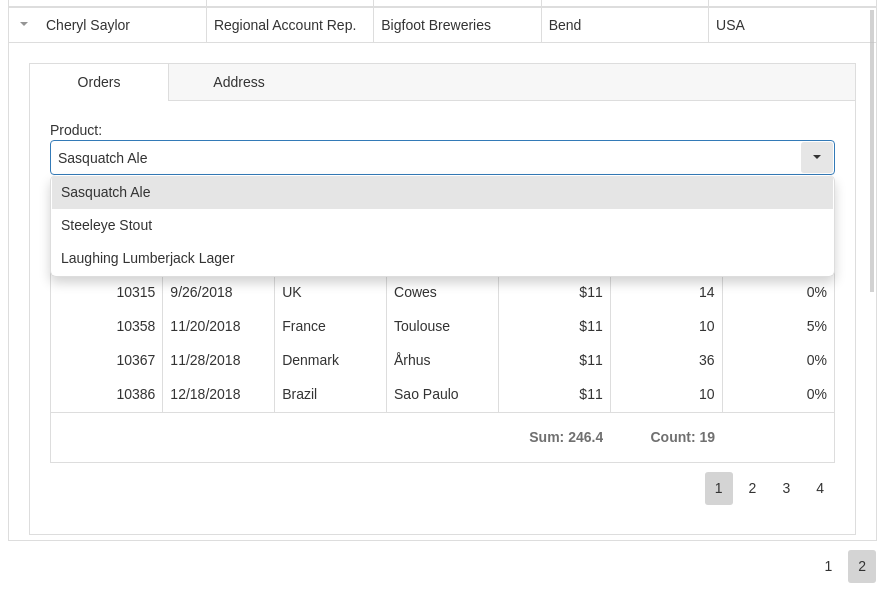 Cheryl Saylor Regional Account Rep. Bigfoot Breweries Bend USA
Orders Address
Product:
Sasquatch Ale
Sasquatch Ale
Steeleye Stout
Laughing Lumberjack Lager
10315 9/26/2018 UK Cowes $11 14 0%
10358 11/20/2018 France Toulouse $11 10 5%
10367 11/28/2018 Denmark Århus $11 36 0%
10386 12/18/2018 Brazil Sao Paulo $11 10 0%
Sum: 246.4 Count: 19
1 2 3 4
1 2